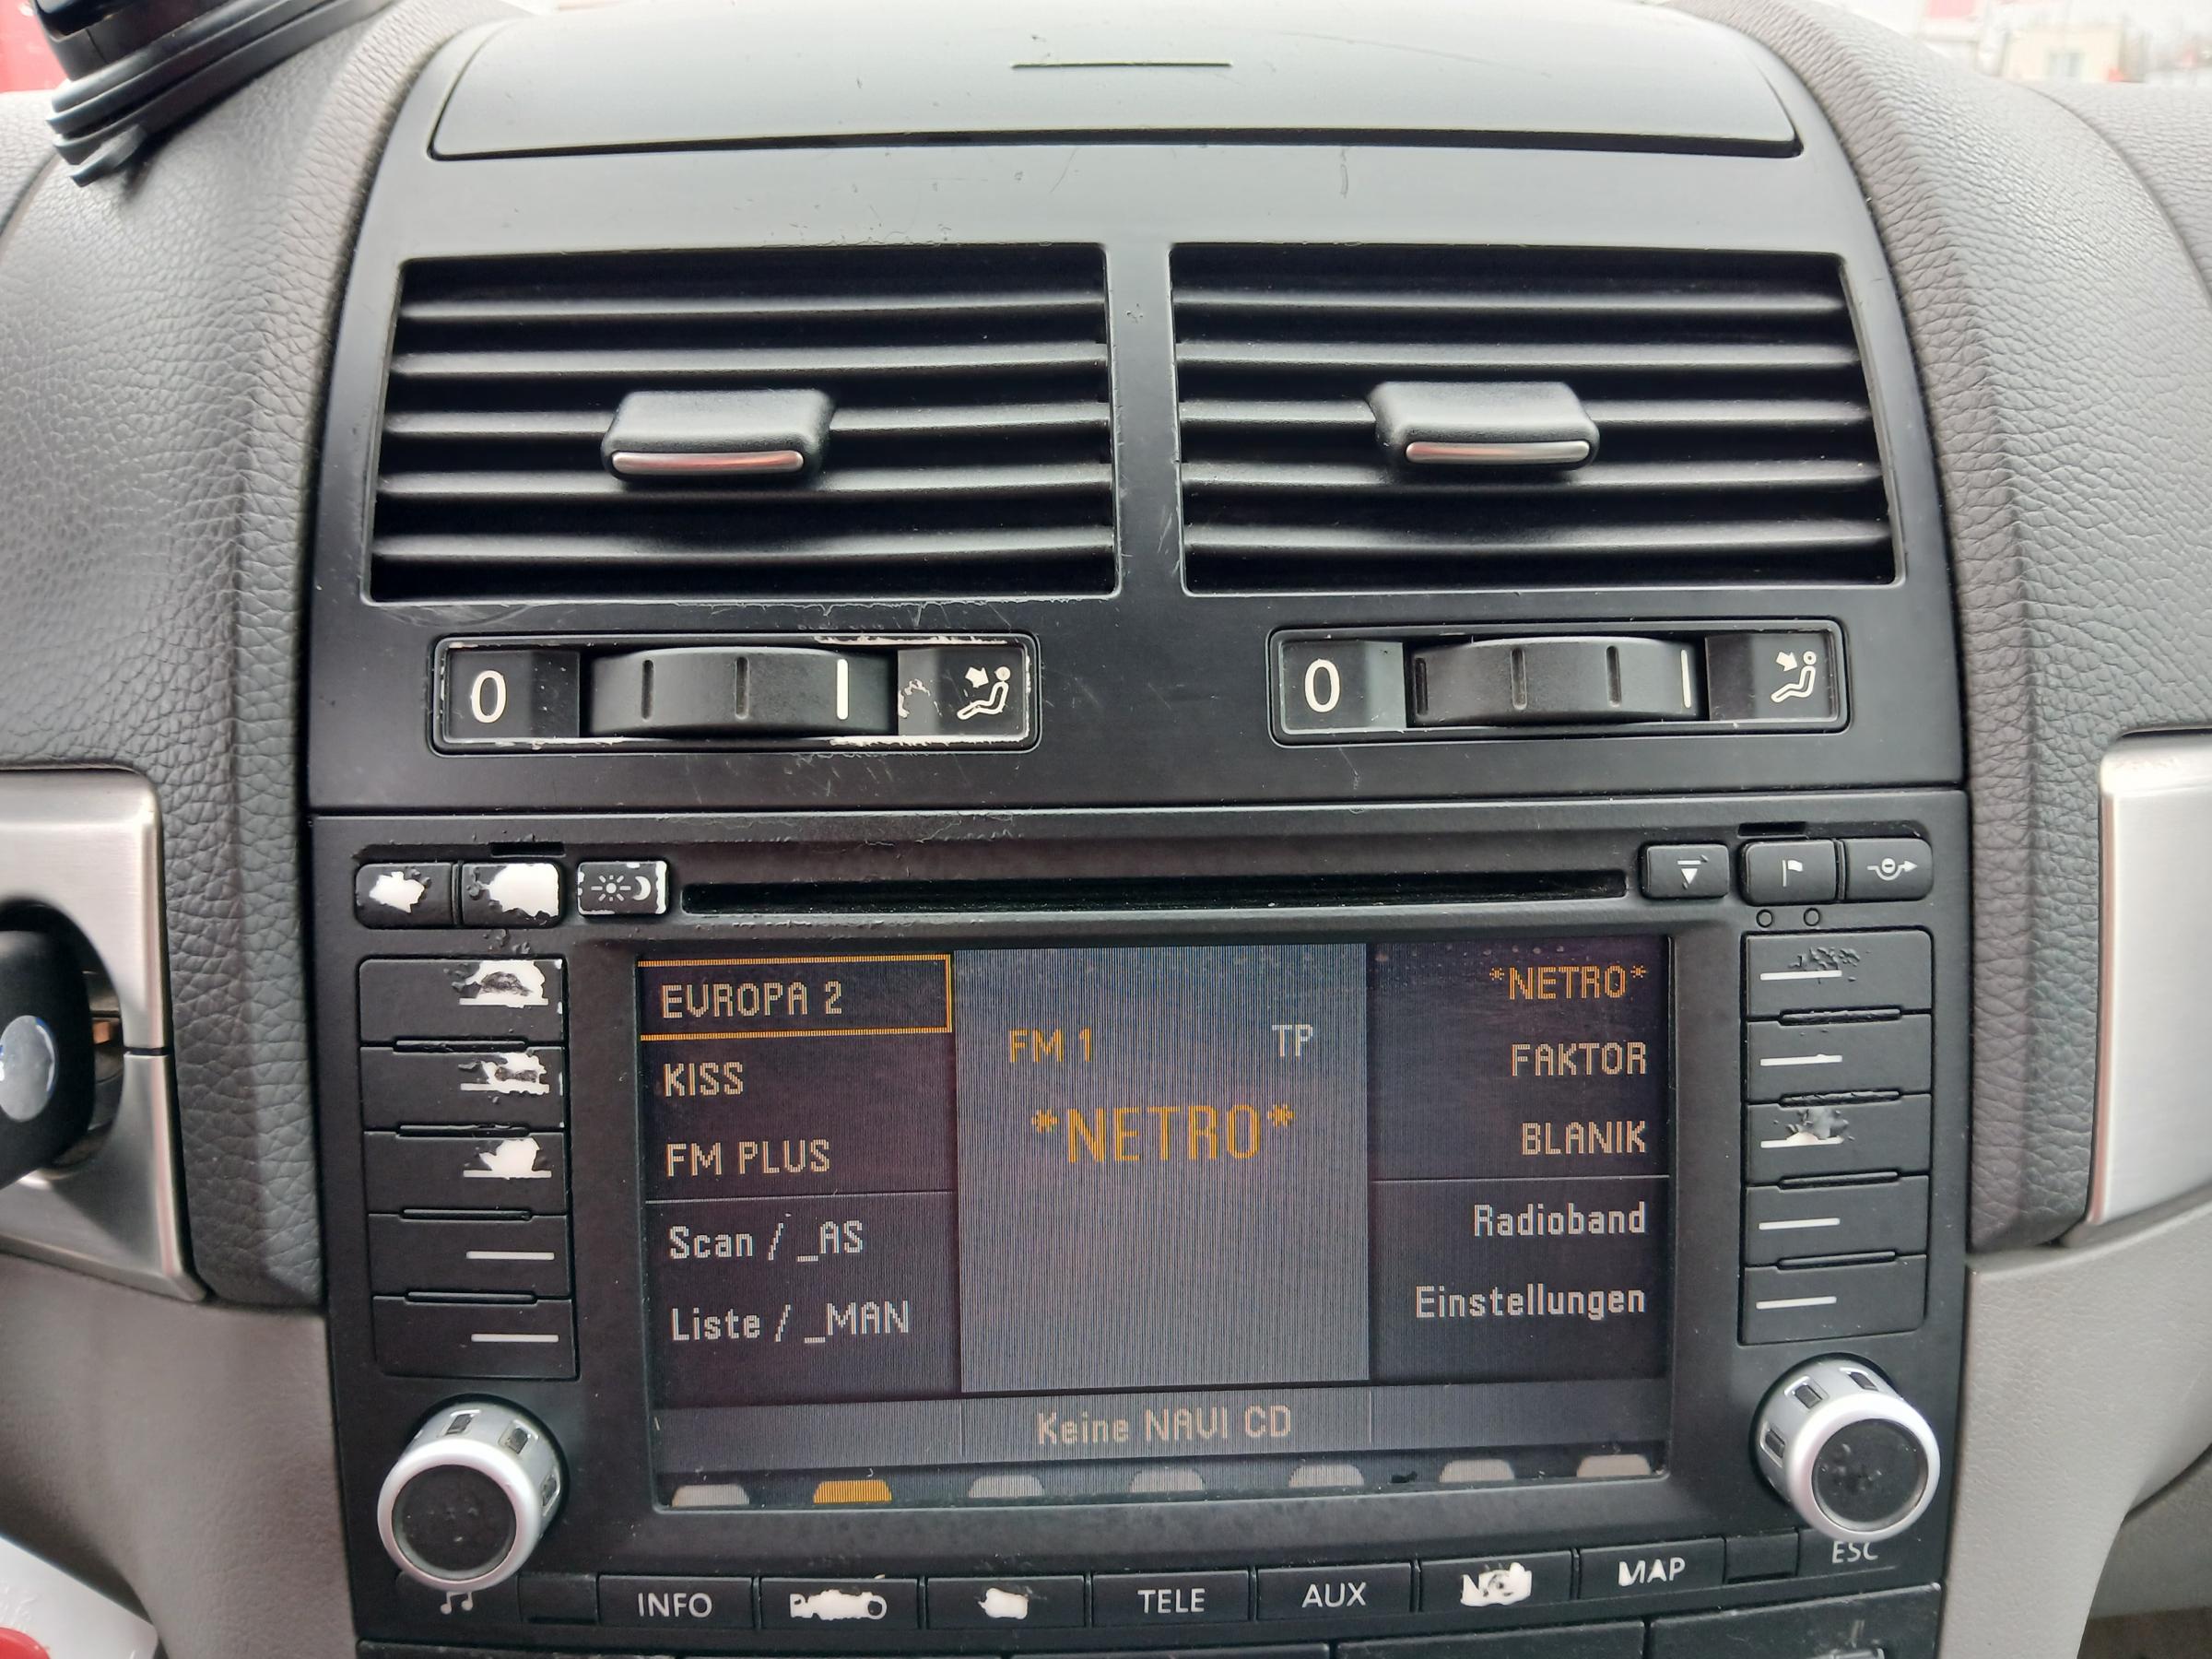 0
0
EVROPA 2
KISS
FM PLUS
Scan / _AS
Liste / _MAN
FM 1 TP
*NETRO*
*NETRO*
FAKTOR
BLANIK
Radioband
Einstellungen
Keine NAVI CD
INFO
TELE
AUX
MAP
ESC